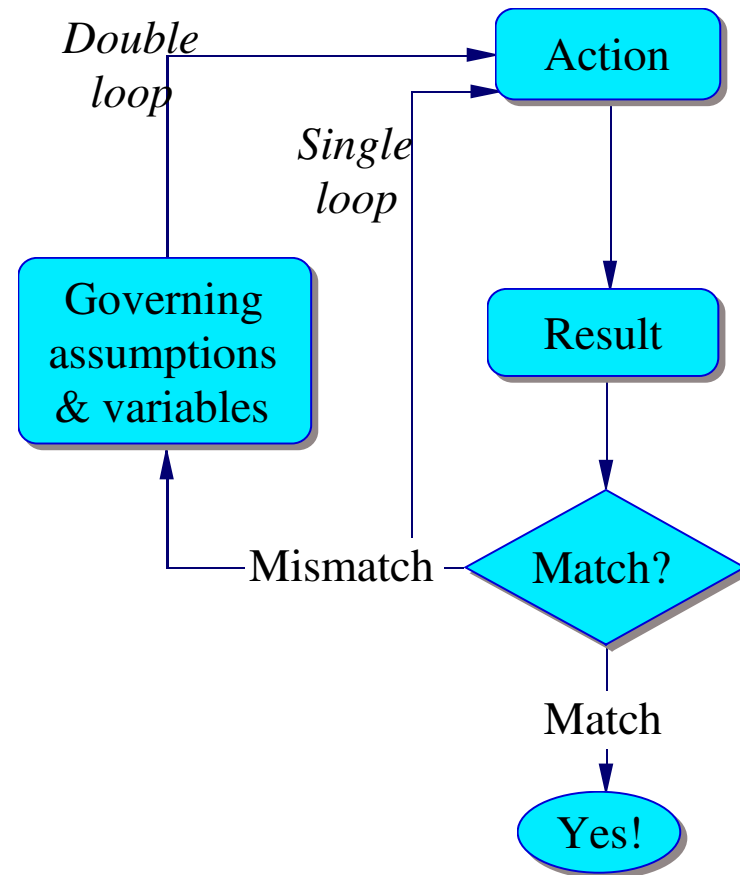 Double
loop
Action
Single
loop
Governing
assumptions
& variables
Result
Mismatch
Match?
Match
Yes!